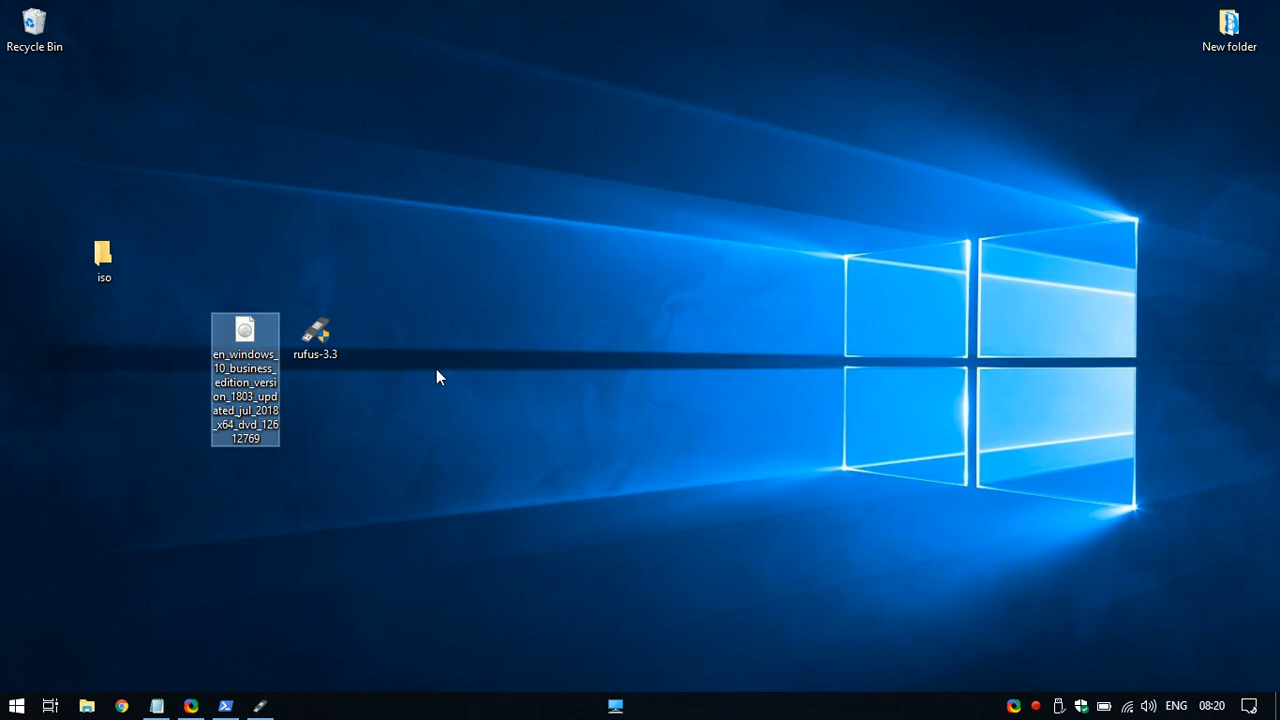 Recycle Bin
New folder
iso
en_windows_
10_business_
edition_versi
on_1803_upd
ated_jul_2018
_x64_dvd_126
12769
rufus-3.3
ENG
08:20